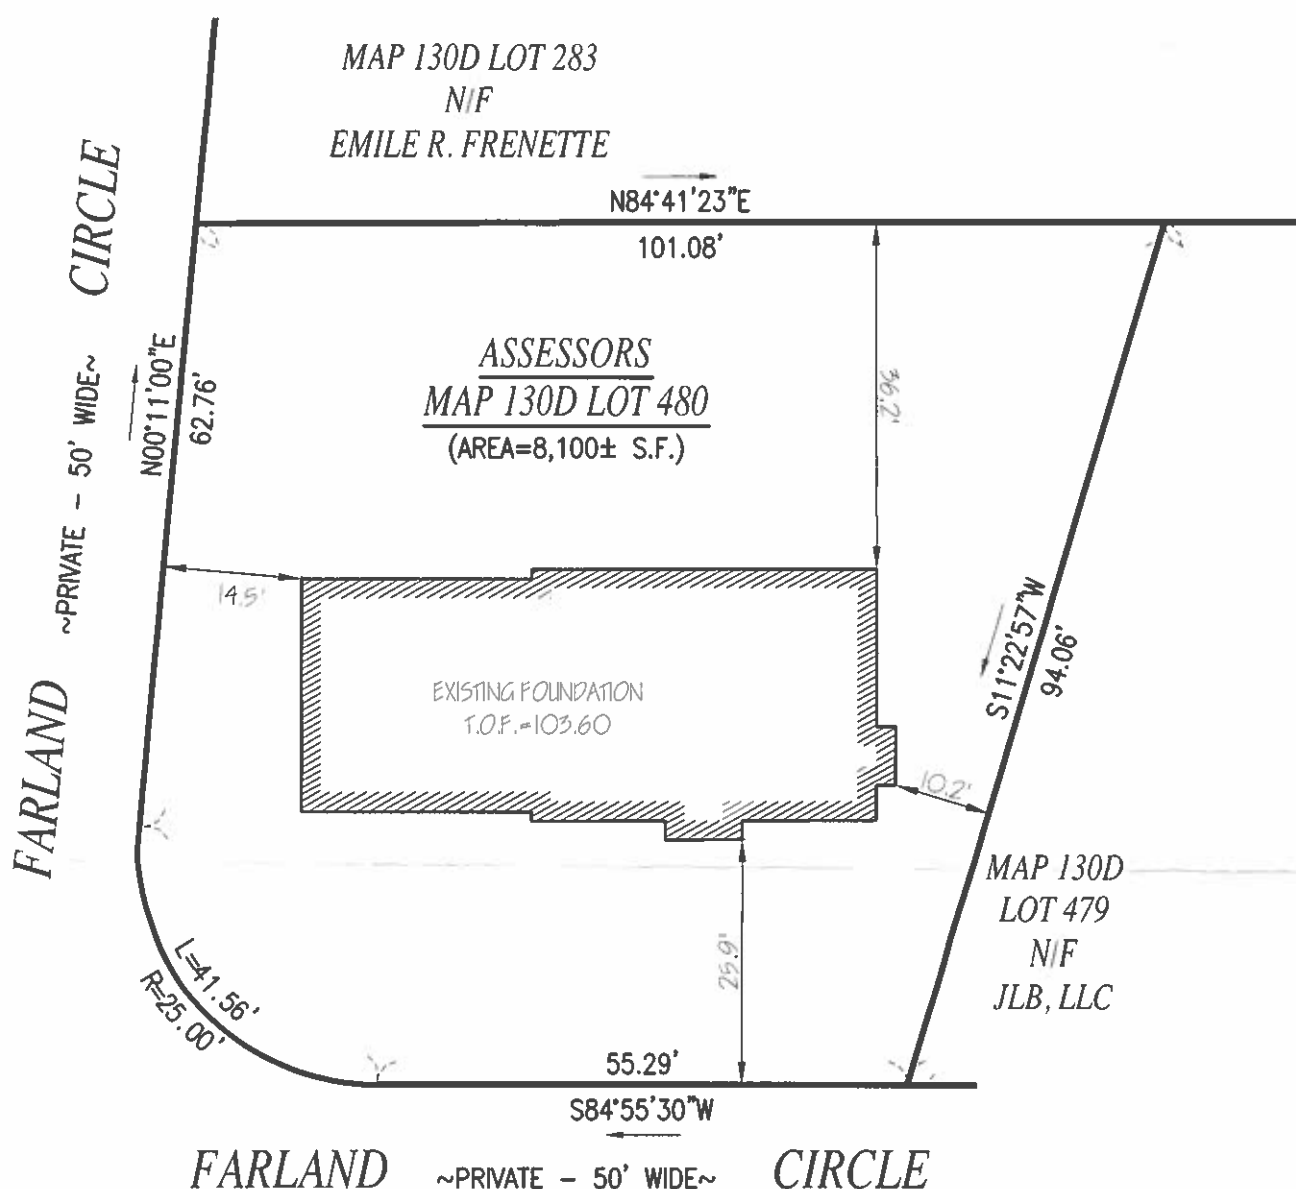 MAP 130D LOT 283
N/F
EMILE R. FRENETTE
N84°41'23"E
101.08'
ASSESSORS
MAP 130D LOT 480
(AREA=8,100± S.F.)
36.2'
N00°11'00"E
62.76'
FARLAND ~PRIVATE - 50' WIDE~ CIRCLE
14.5'
EXISTING FOUNDATION
T.O.F.=103.60
S11°22'57"W
94.06'
10.2'
MAP 130D
LOT 479
N/F
JLB, LLC
25.9'
L=41.56'
R=25.00'
55.29'
S84°55'30"W
FARLAND ~PRIVATE - 50' WIDE~ CIRCLE